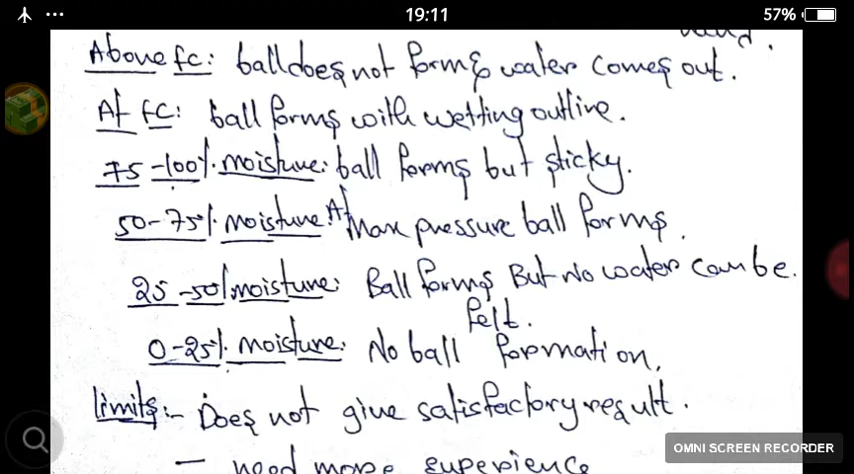 19:11
57%
Above fc: ball does not forms & water comes out.
At fc: ball forms with wetting outline.
75-100% moisture: ball forms but sticky.
50-75% moisture: At Max pressure ball forms.
25-50% moisture: Ball forms But No water can be.
felt.
0-25% moisture: No ball formation,
limits:- Does not give satisfactory result.
- need more experience
OMNI SCREEN RECORDER